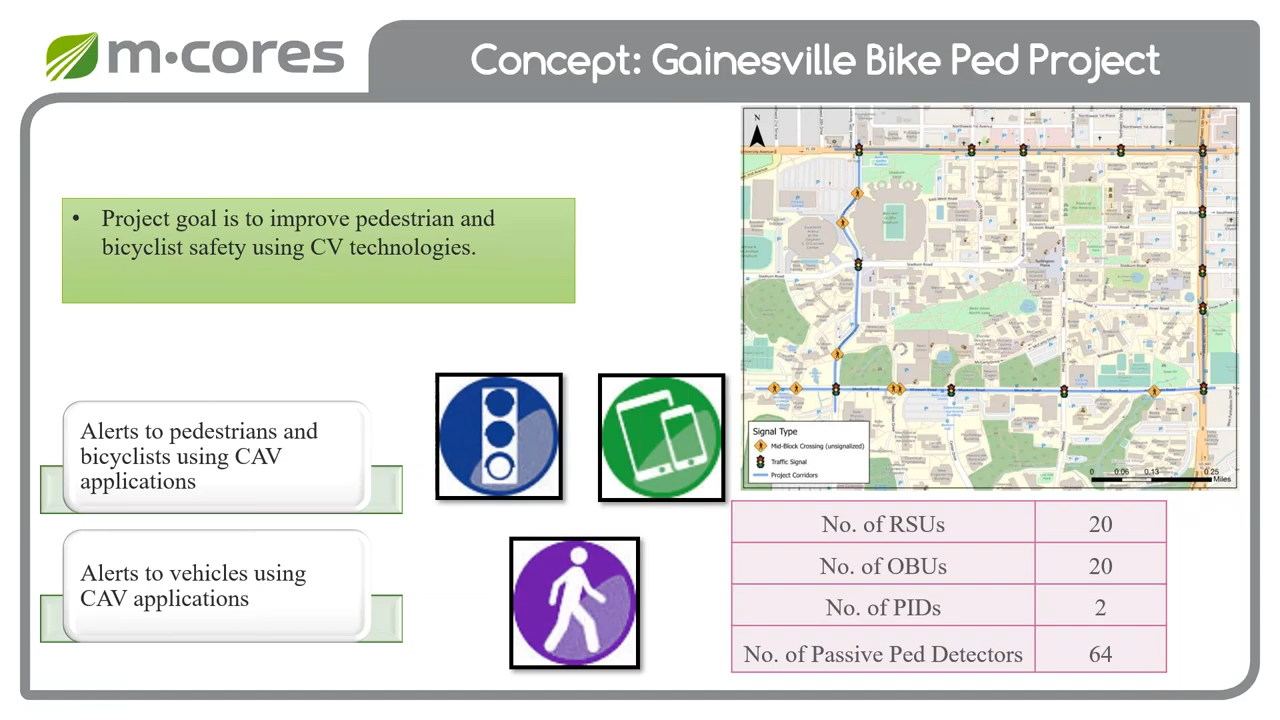 m·cores
Concept: Gainesville Bike Ped Project
• Project goal is to improve pedestrian and
bicyclist safety using CV technologies.
Alerts to pedestrians and
bicyclists using CAV
applications
Alerts to vehicles using
CAV applications
N
Signal Type
Mid-Block Crossing (unsignalized)
Traffic Signal
Project Corridors
0 0.06 0.13 0.25
Miles
No. of RSUs 20
No. of OBUs 20
No. of PIDs 2
No. of Passive Ped Detectors 64